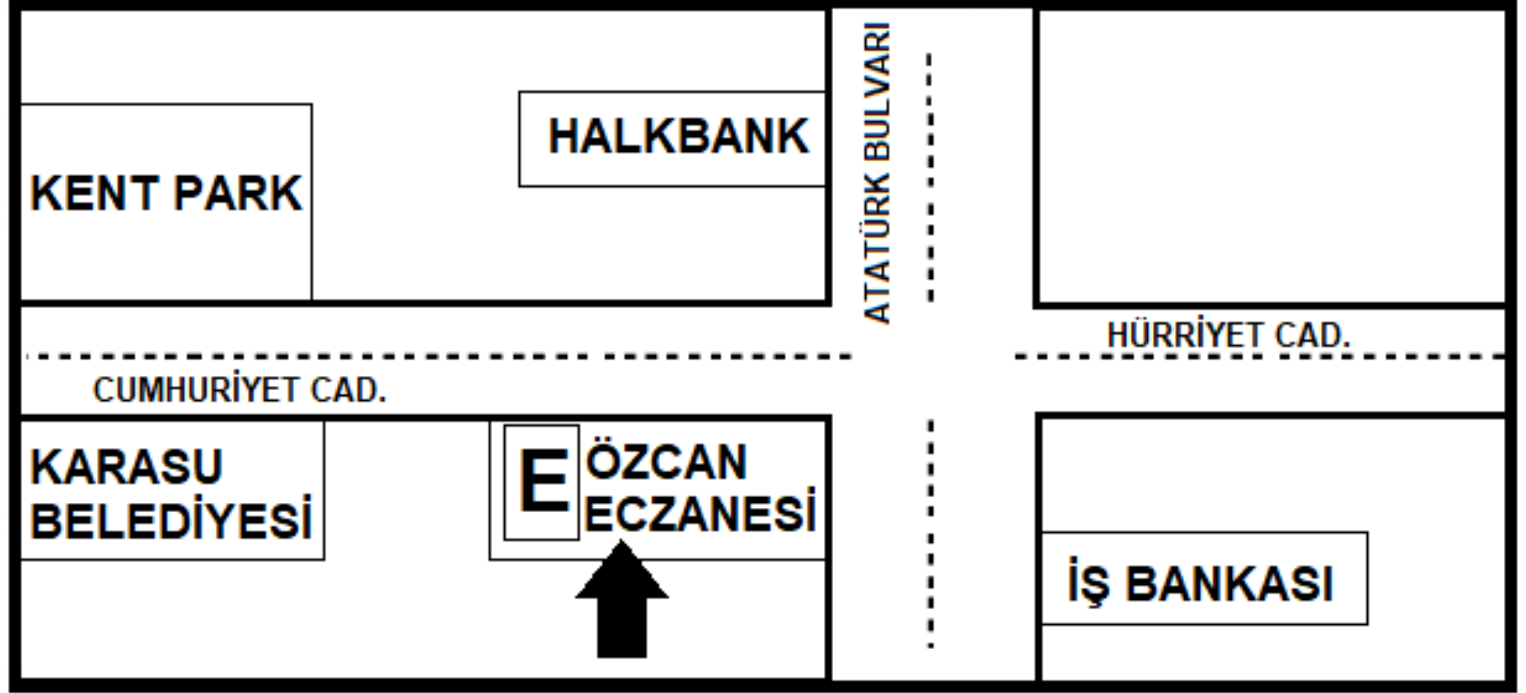 HALKBANK
KENT PARK
ATATÜRK BULVARI
HÜRRİYET CAD.
CUMHURİYET CAD.
KARASU
BELEDİYESİ
E
ÖZCAN
ECZANESİ
İŞ BANKASI